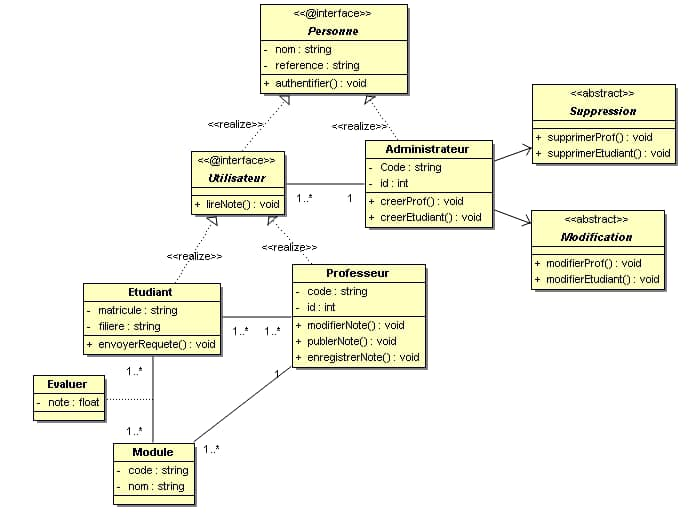 <<@interface>>
Personne
- nom : string
- reference : string
+ authentifier() : void
<<realize>>
<<realize>>
<<abstract>>
Suppression
+ supprimerProf() : void
+ supprimerEtudiant() : void
<<@interface>>
Utilisateur
+ lireNote() : void
1..*
1
Administrateur
- Code : string
- id : int
+ creerProf() : void
+ creerEtudiant() : void
<<abstract>>
Modification
+ modifierProf() : void
+ modifierEtudiant() : void
<<realize>>
<<realize>>
Etudiant
- matricule : string
- filiere : string
+ envoyerRequete() : void
1..*
1..*
Professeur
- code : string
- id : int
+ modifierNote() : void
+ publerNote() : void
+ enregistrerNote() : void
1..*
1
Evaluer
- note : float
1..*
1..*
Module
- code : string
- nom : string